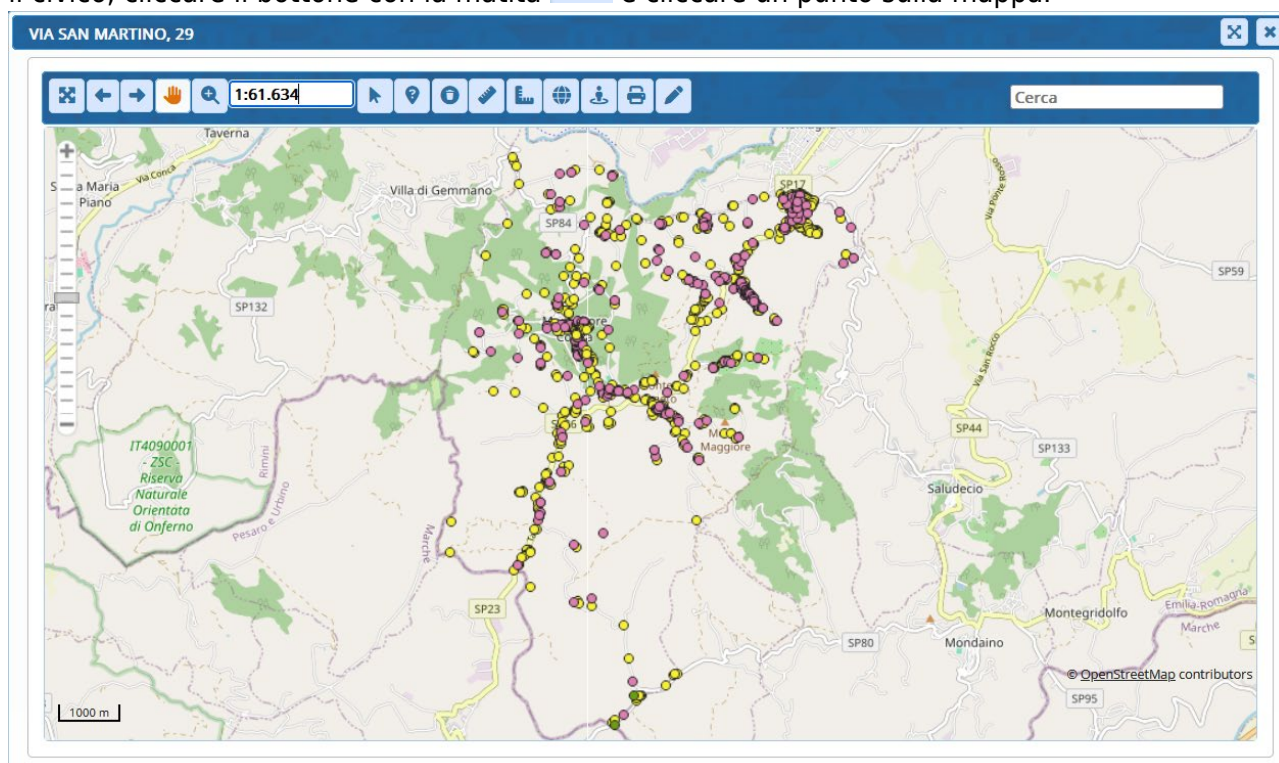 il civico, cliccare il bottone con la matita e cliccare un punto sulla mappa.
VIA SAN MARTINO, 29
1:61.634
Cerca
Taverna
Via Conca
Maria
Piano
Villa di Gemmano
SP84
SP17
Via Ponte Rosso
SP59
SP132
Via San Rocco
IT4090001
- ZSC -
Riserva
Naturale
Orientata
di Onferno
Rimini
Pesaro e Urbino
Marche
Maggiore
SP44
SP133
Saludecio
SP23
Montegridolfo
Emilia-Romagna
Marche
SP80
Mondaino
© OpenStreetMap contributors
SP95
1000 m